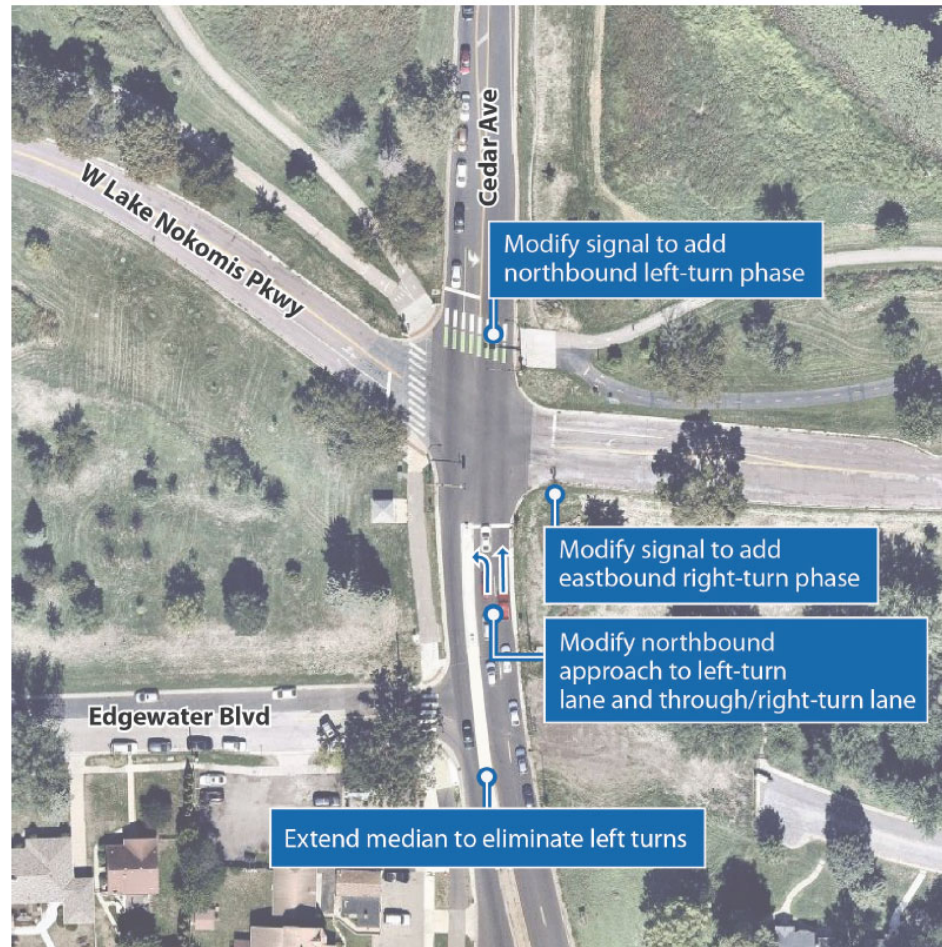 Cedar Ave
W Lake Nokomis Pkwy
Modify signal to add
northbound left-turn phase
Modify signal to add
eastbound right-turn phase
Modify northbound
approach to left-turn
lane and through/right-turn lane
Edgewater Blvd
Extend median to eliminate left turns